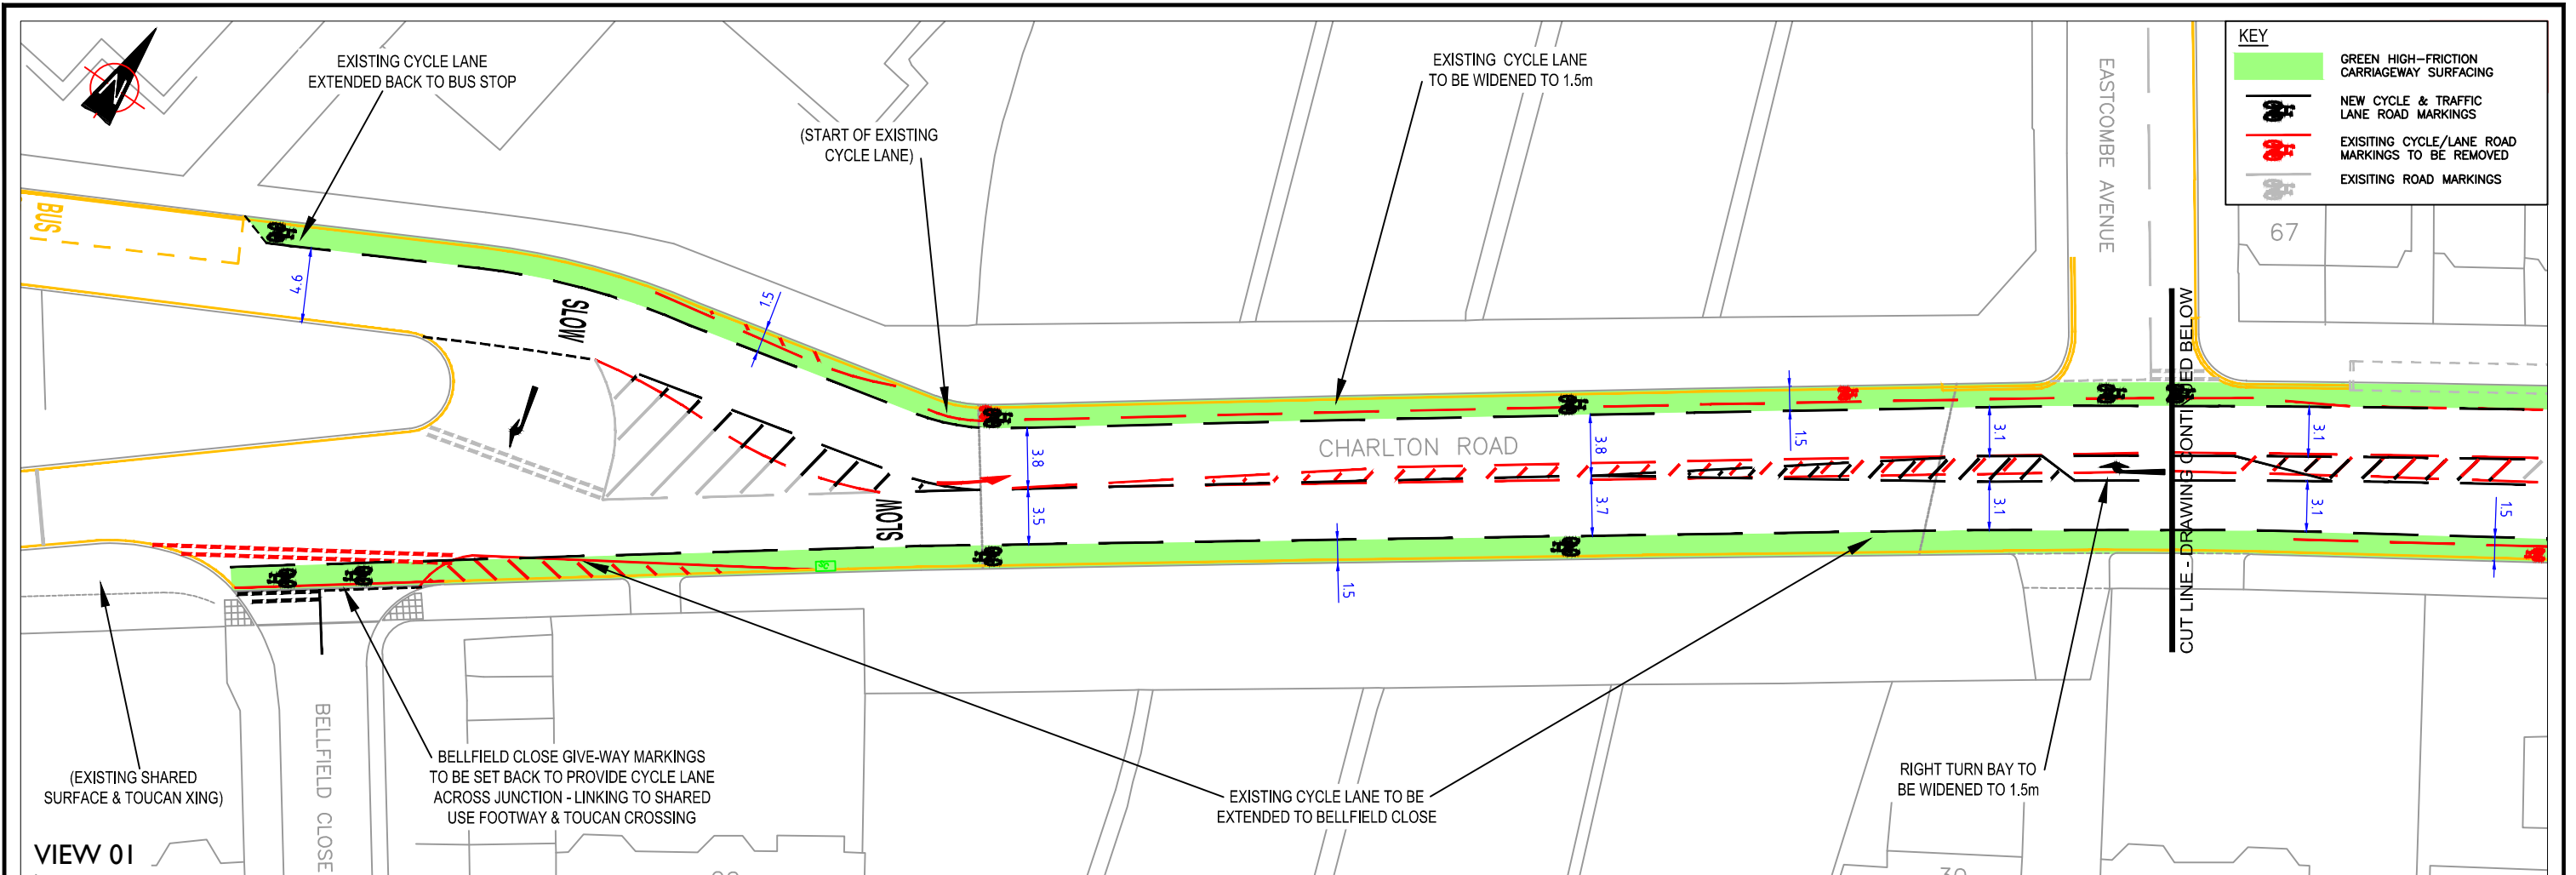 EXISTING CYCLE LANE
EXTENDED BACK TO BUS STOP
(START OF EXISTING
CYCLE LANE)
EXISTING CYCLE LANE
TO BE WIDENED TO 1.5m
EASTCOMBE AVENUE
KEY
GREEN HIGH-FRICTION
CARRIAGEWAY SURFACING
NEW CYCLE & TRAFFIC
LANE ROAD MARKINGS
EXISITING CYCLE/LANE ROAD
MARKINGS TO BE REMOVED
EXISITING ROAD MARKINGS
67
N
BUS
4.6
SLOW
1.5
CHARLTON ROAD
3.8
3.5
SLOW
3.8
3.7
1.5
1.5
3.1
3.1
3.1
3.1
1.5
CUT LINE - DRAWING CONTINUED BELOW
(EXISTING SHARED
SURFACE & TOUCAN XING)
BELLFIELD CLOSE
BELLFIELD CLOSE GIVE-WAY MARKINGS
TO BE SET BACK TO PROVIDE CYCLE LANE
ACROSS JUNCTION - LINKING TO SHARED
USE FOOTWAY & TOUCAN CROSSING
EXISTING CYCLE LANE TO BE
EXTENDED TO BELLFIELD CLOSE
RIGHT TURN BAY TO
BE WIDENED TO 1.5m
VIEW 01